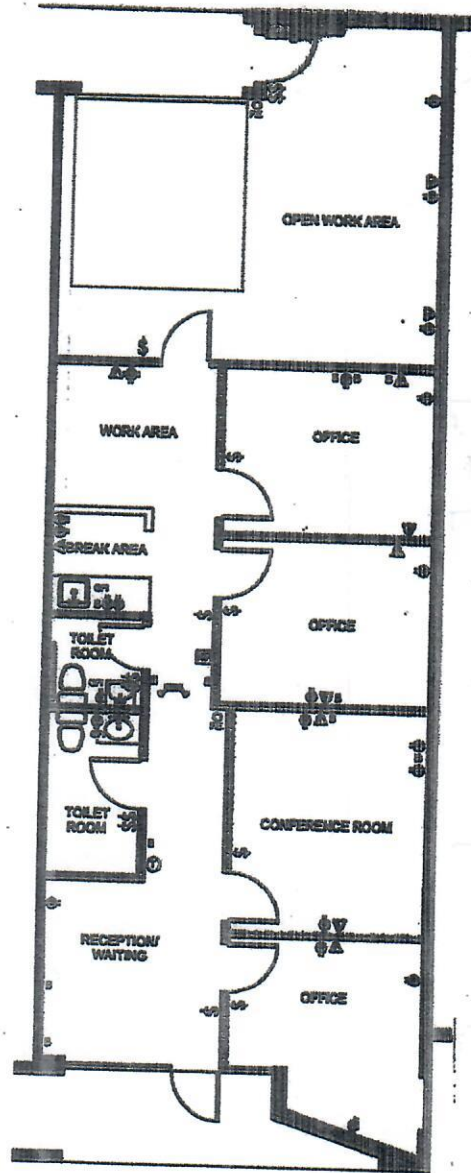 OPEN WORK AREA
WORK AREA
OFFICE
BREAK AREA
OFFICE
TOILET
ROOM
TOILET
ROOM
CONFERENCE ROOM
RECEPTION/
WAITING
OFFICE